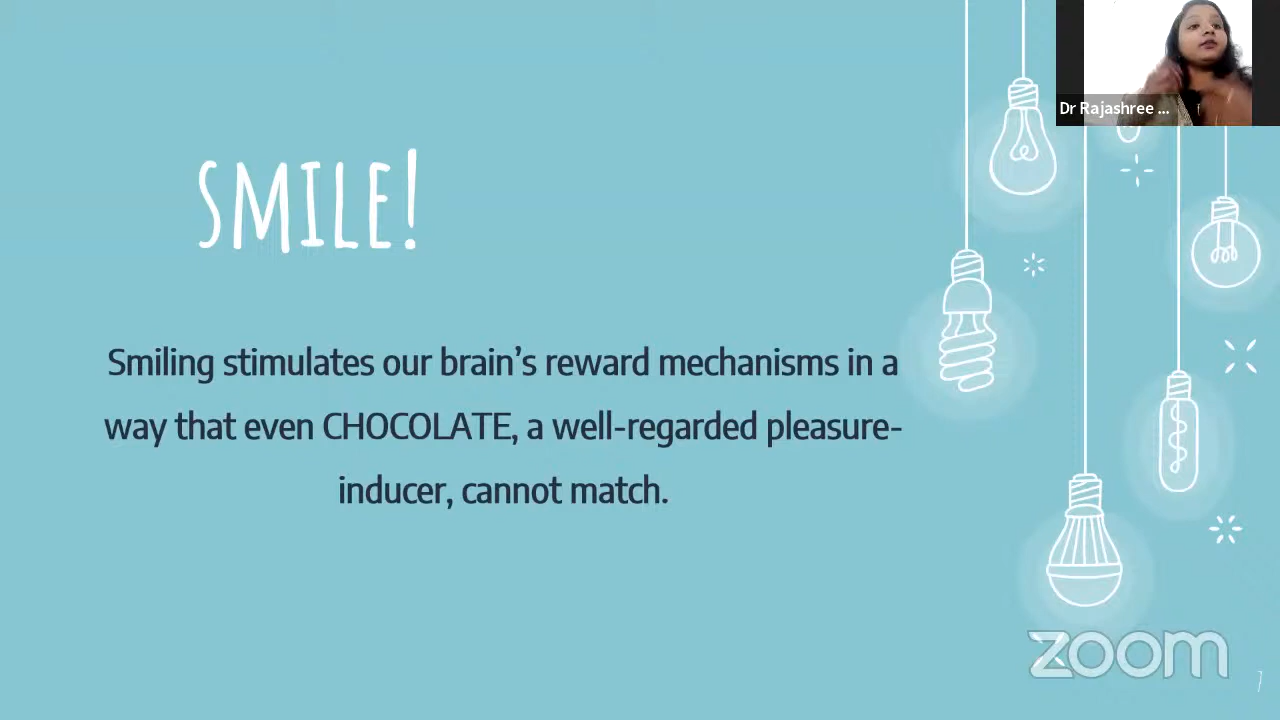 Dr Rajashree ...
SMILE!
Smiling stimulates our brain’s reward mechanisms in a
way that even CHOCOLATE, a well-regarded pleasure-
inducer, cannot match.
zoom
7